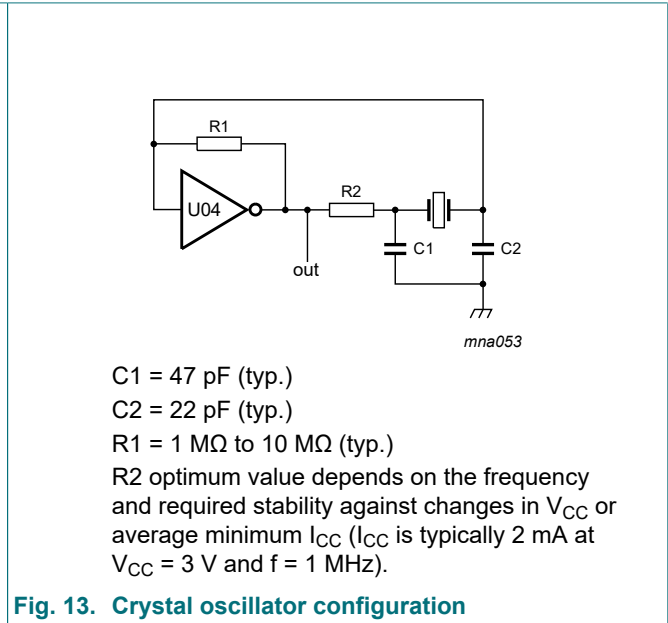 R1
U04
R2
out
C1
C2
mna053
C1 = 47 pF (typ.)
C2 = 22 pF (typ.)
R1 = 1 MΩ to 10 MΩ (typ.)
R2 optimum value depends on the frequency
and required stability against changes in VCC or
average minimum ICC (ICC is typically 2 mA at
VCC = 3 V and f = 1 MHz).
Fig. 13. Crystal oscillator configuration